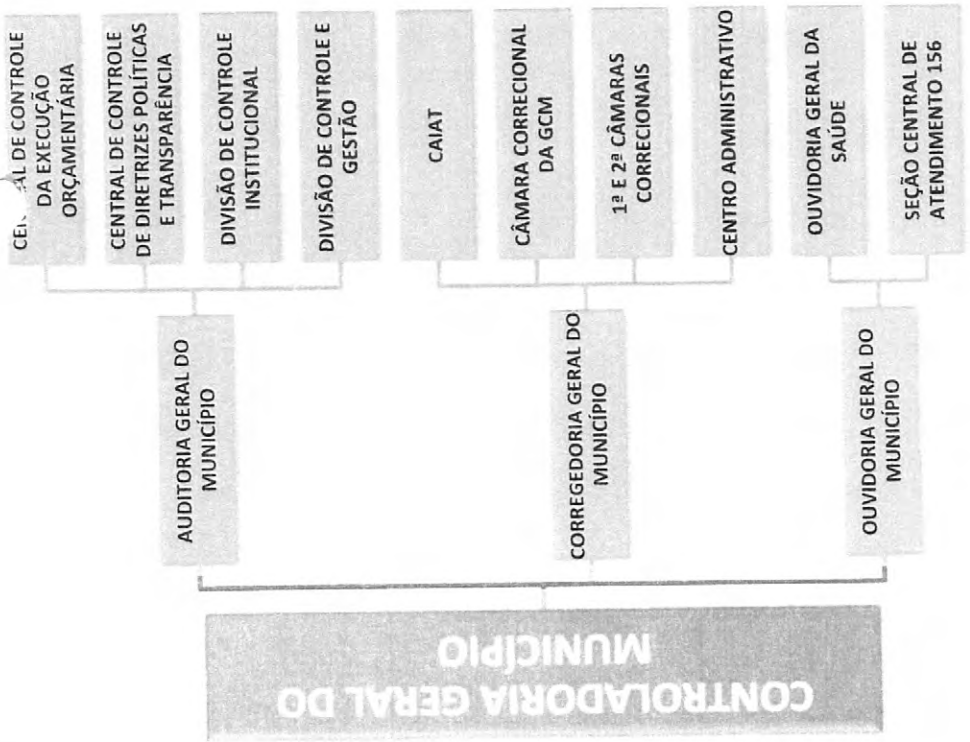 CONTROLADORIA GERAL DO
MUNICÍPIO
AUDITORIA GERAL DO
MUNICÍPIO
DE CONTROLE
DA EXECUÇÃO
ORÇAMENTÁRIA
CENTRAL DE CONTROLE
DE DIRETRIZES POLÍTICAS
E TRANSPARÊNCIA
DIVISÃO DE CONTROLE
INSTITUCIONAL
DIVISÃO DE CONTROLE E
GESTÃO
CORREGEDORIA GERAL DO
MUNICÍPIO
CAIAT
CÂMARA CORRECIONAL
DA GCM
1ª E 2ª CÂMARAS
CORRECIONAIS
CENTRO ADMINISTRATIVO
OUVIDORIA GERAL DO
MUNICÍPIO
OUVIDORIA GERAL DA
SAÚDE
SEÇÃO CENTRAL DE
ATENDIMENTO 156